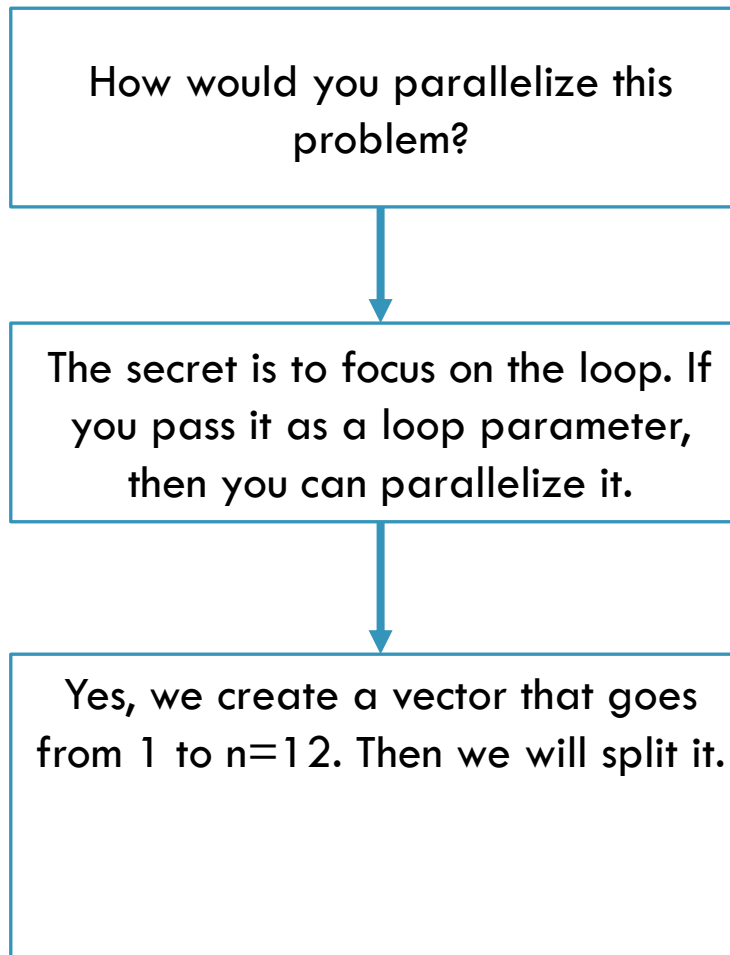 How would you parallelize this
problem?
The secret is to focus on the loop. If
you pass it as a loop parameter,
then you can parallelize it.
Yes, we create a vector that goes
from 1 to n=12. Then we will split it.